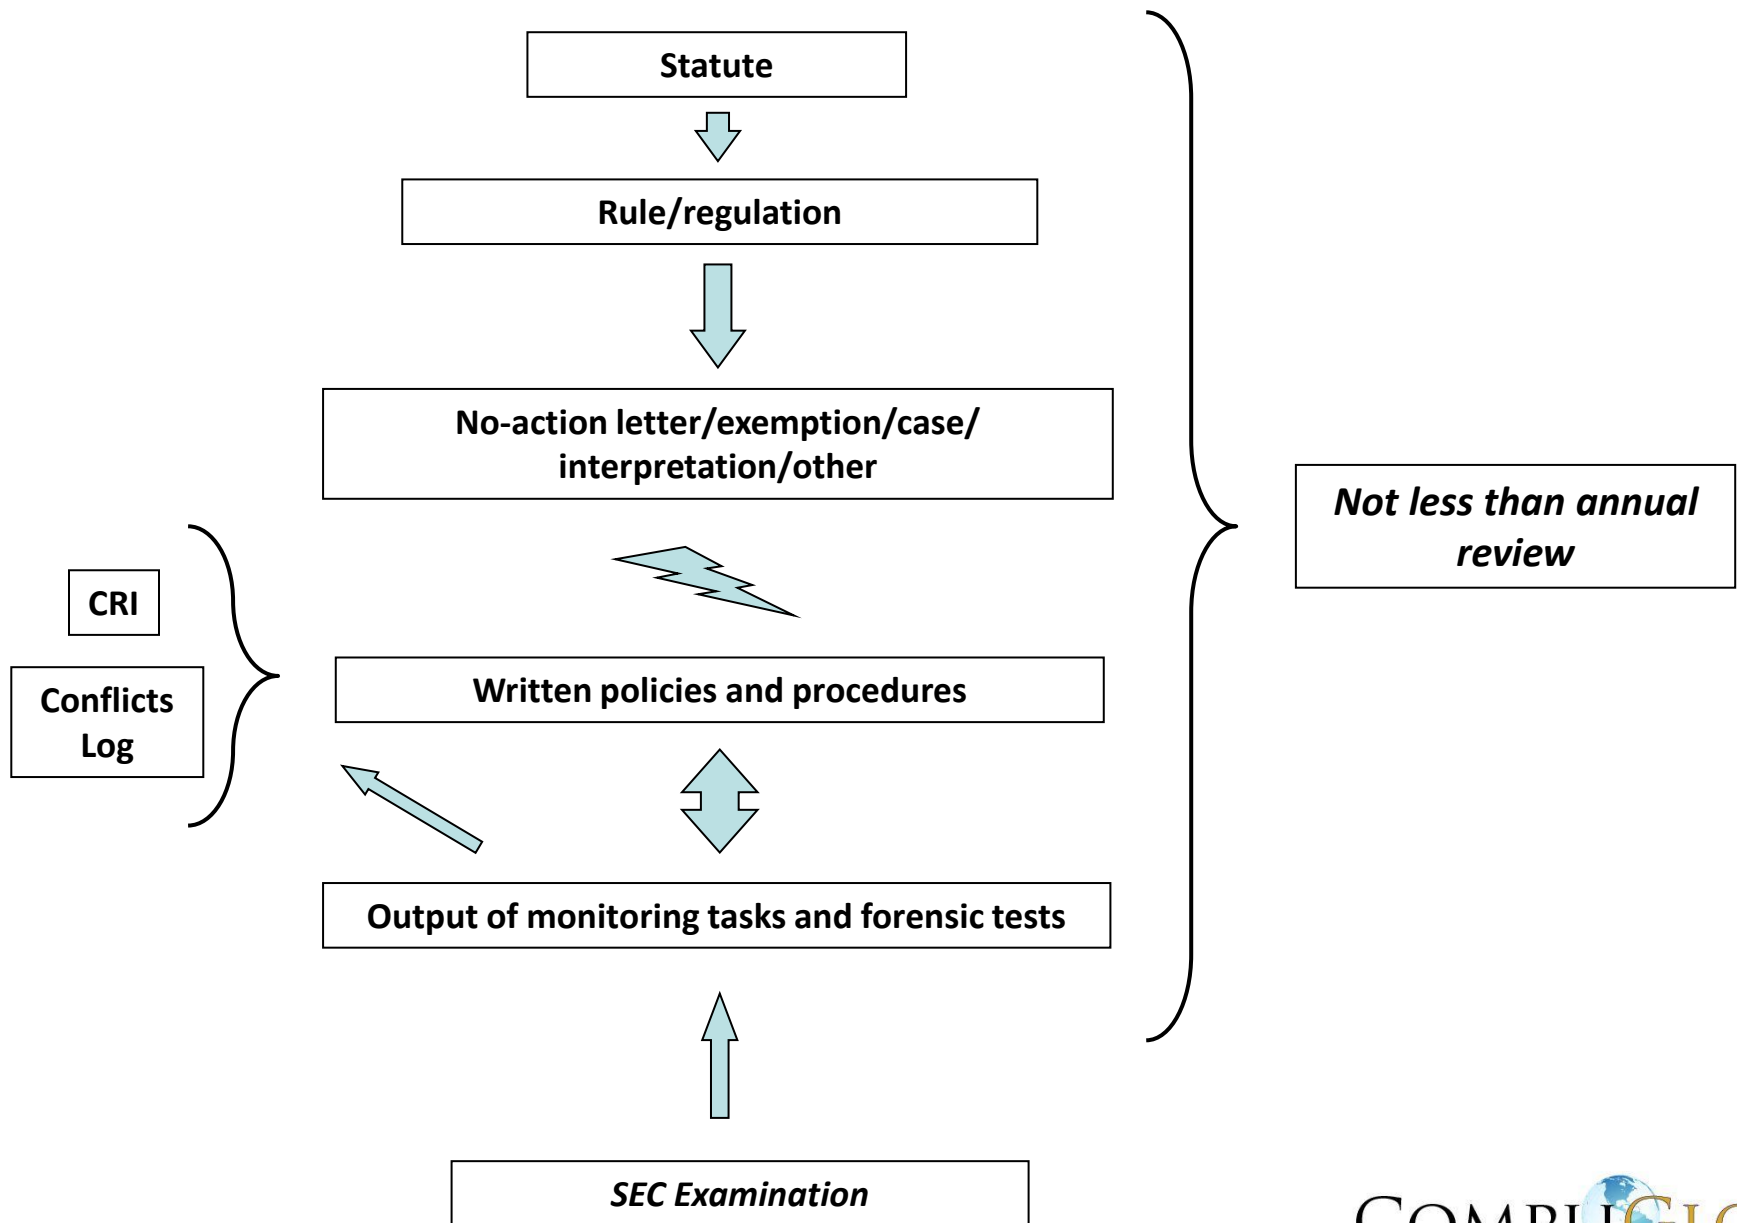 Statute
Rule/regulation
No-action letter/exemption/case/
interpretation/other
Not less than annual
review
CRI
Conflicts
Log
Written policies and procedures
Output of monitoring tasks and forensic tests
SEC Examination